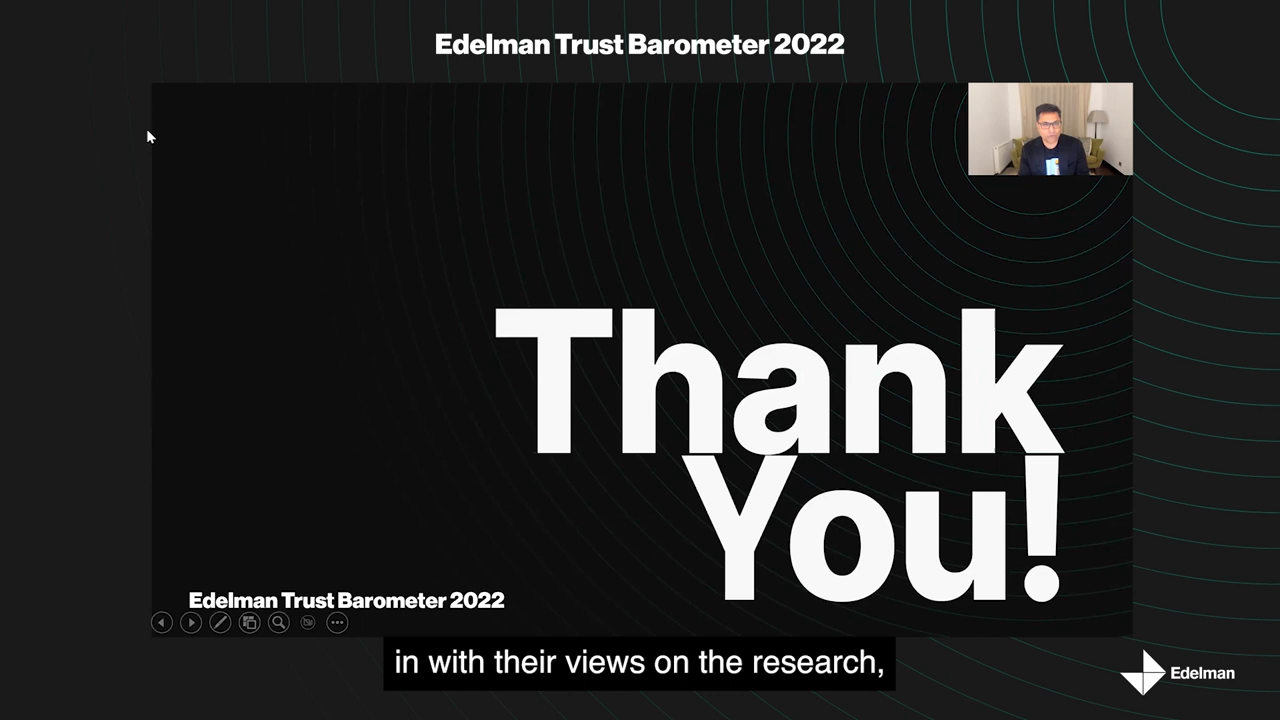 Edelman Trust Barometer 2022
Thank
You!
Edelman Trust Barometer 2022
in with their views on the research,
Edelman